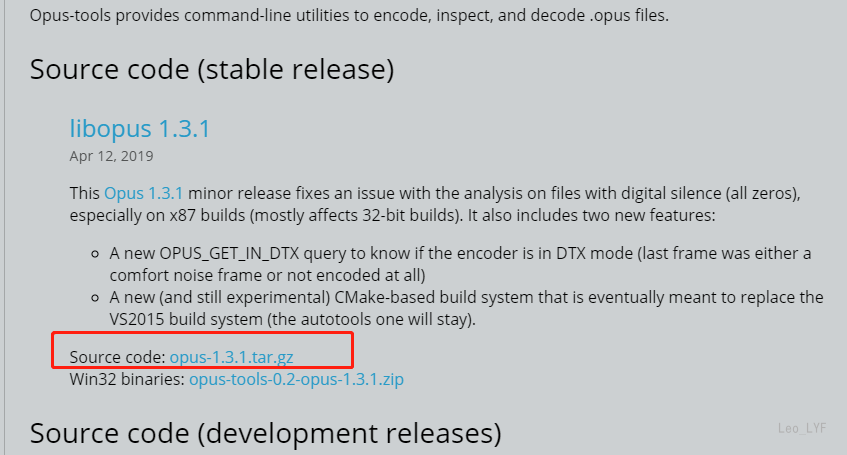 Opus-tools provides command-line utilities to encode, inspect, and decode .opus files.
Source code (stable release)
libopus 1.3.1
Apr 12, 2019
This Opus 1.3.1 minor release fixes an issue with the analysis on files with digital silence (all zeros),
especially on x87 builds (mostly affects 32-bit builds). It also includes two new features:
A new OPUS_GET_IN_DTX query to know if the encoder is in DTX mode (last frame was either a
comfort noise frame or not encoded at all)
A new (and still experimental) CMake-based build system that is eventually meant to replace the
VS2015 build system (the autotools one will stay).
Source code: opus-1.3.1.tar.gz
Win32 binaries: opus-tools-0.2-opus-1.3.1.zip
Source code (development releases)
Leo_LYF